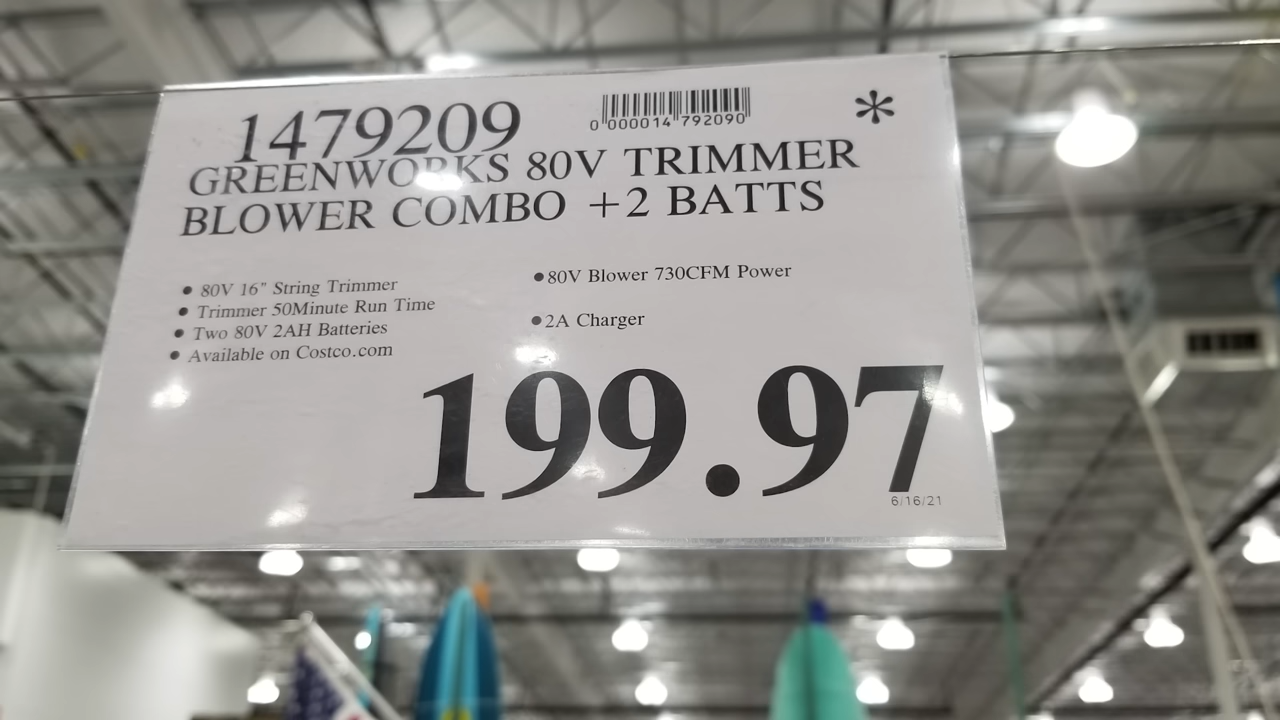 1479209
0 000014 792090
*
GREENWORKS 80V TRIMMER
BLOWER COMBO +2 BATTS
● 80V 16" String Trimmer
● Trimmer 50Minute Run Time
● Two 80V 2AH Batteries
● Available on Costco.com
●80V Blower 730CFM Power
●2A Charger
199.97
6/16/21